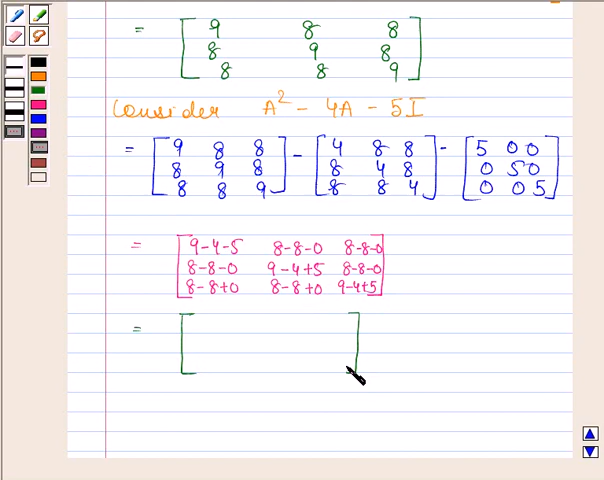 = [ 9 8 8
8 9 8
8 8 9 ]
Consider A² - 4A - 5I
= [ 9 8 8 ] - [ 4 8 8 ] - [ 5 0 0 ]
8 9 8 8 4 8 0 5 0
8 8 9 8 8 4 0 0 5
= [ 9-4-5 8-8-0 8-8-0
8-8-0 9-4+5 8-8-0
8-8+0 8-8+0 9-4+5 ]
= [ ]